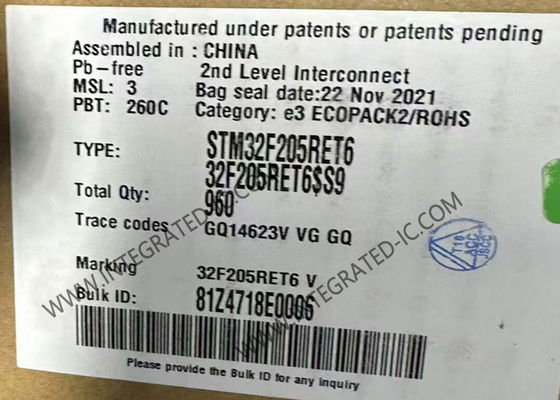 Manufactured under patents or patents pending
Assembled in : CHINA
Pb-free 2nd Level Interconnect
MSL: 3 Bag seal date:22 Nov 2021
PBT: 260C Category: e3 ECOPACK2/ROHS
TYPE: STM32F205RET6
32F205RET6$S9
Total Qty: 960
Trace codes GQ14623V VG GQ
Marking 32F205RET6 V
Bulk ID: 81Z4718E0006
Please provide the Bulk ID for any inquiry
WWW.INTEGRATED-IC.COM
WWW.INTEGRATED-IC.COM